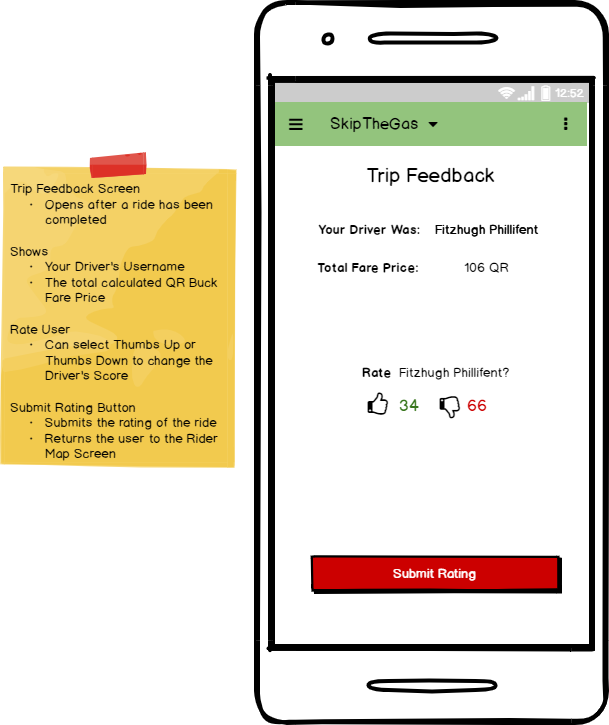 Trip Feedback Screen
· Opens after a ride has been
completed
Shows
· Your Driver's Username
· The total calculated QR Buck
Fare Price
Rate User
· Can select Thumbs Up or
Thumbs Down to change the
Driver's Score
Submit Rating Button
· Submits the rating of the ride
· Returns the user to the Rider
Map Screen
12:52
SkipTheGas
Trip Feedback
Your Driver Was: Fitzhugh Phillifent
Total Fare Price: 106 QR
Rate Fitzhugh Phillifent?
34 66
Submit Rating